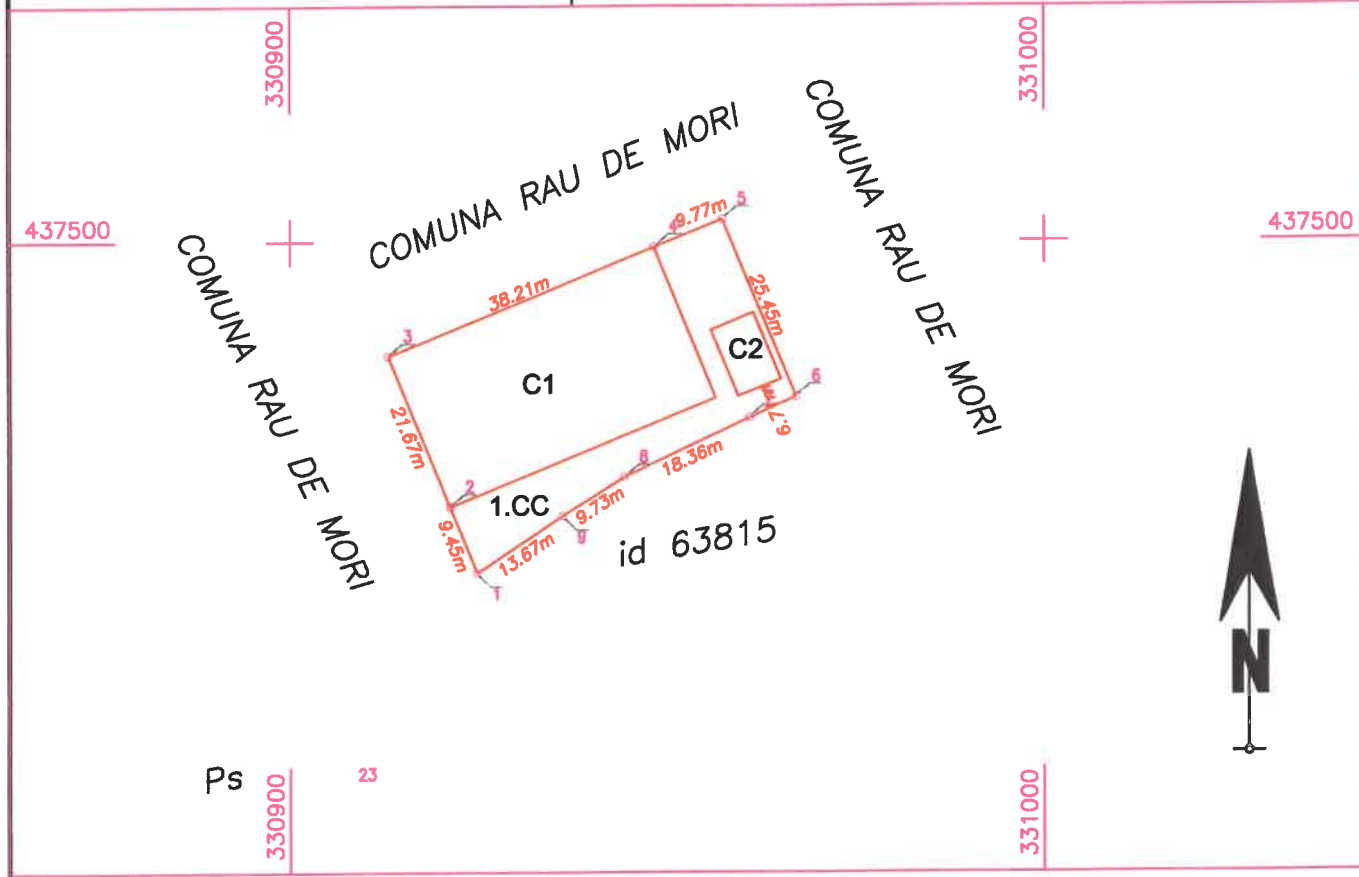 330900
331000
COMUNA RAU DE MORI
COMUNA RAU DE MORI
COMUNA RAU DE MORI
437500
437500
9.77m
5
4
38.21m
25.45m
3
C1
C2
6
7
21.67m
2
1.CC
8
18.36m
9.73m
9
9.45m
13.67m
1
id 63815
N
Ps
23
330900
331000